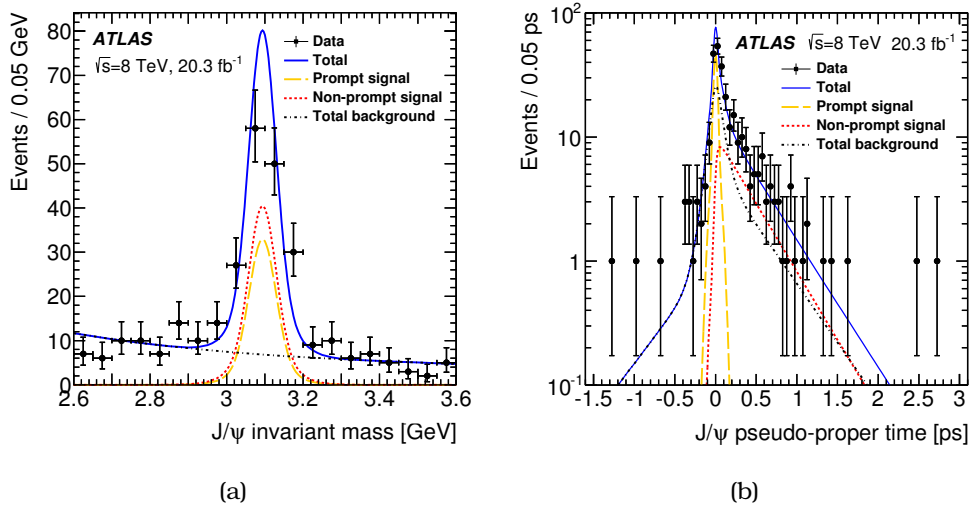 ATLAS
√s=8 TeV, 20.3 fb-1
Data
Total
Prompt signal
Non-prompt signal
Total background
Events / 0.05 GeV
80
70
60
50
40
30
20
10
0
2.6 2.8 3 3.2 3.4 3.6
J/ψ invariant mass [GeV]
(a)
ATLAS √s=8 TeV 20.3 fb-1
Data
Total
Prompt signal
Non-prompt signal
Total background
Events / 0.05 ps
10²
10
1
10-1
-1.5 -1 -0.5 0 0.5 1 1.5 2 2.5 3
J/ψ pseudo-proper time [ps]
(b)